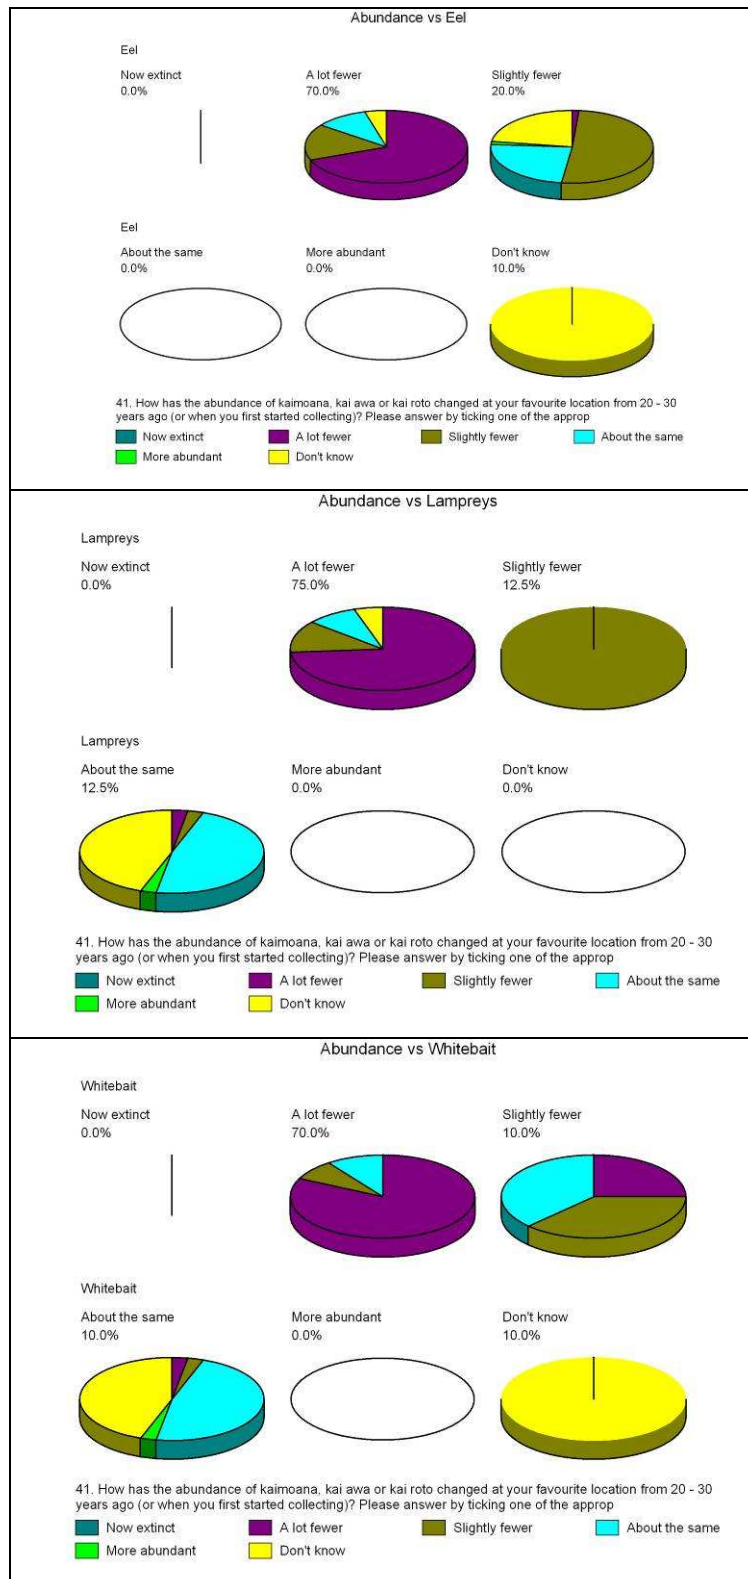 Abundance vs Eel
Eel
Now extinct A lot fewer Slightly fewer
0.0% 70.0% 20.0%
Eel
About the same More abundant Don't know
0.0% 0.0% 10.0%
41. How has the abundance of kaimoana, kai awa or kai roto changed at your favourite location from 20 - 30
years ago (or when you first started collecting)? Please answer by ticking one of the approp
Now extinct A lot fewer Slightly fewer About the same
More abundant Don't know
Abundance vs Lampreys
Lampreys
Now extinct A lot fewer Slightly fewer
0.0% 75.0% 12.5%
Lampreys
About the same More abundant Don't know
12.5% 0.0% 0.0%
41. How has the abundance of kaimoana, kai awa or kai roto changed at your favourite location from 20 - 30
years ago (or when you first started collecting)? Please answer by ticking one of the approp
Now extinct A lot fewer Slightly fewer About the same
More abundant Don't know
Abundance vs Whitebait
Whitebait
Now extinct A lot fewer Slightly fewer
0.0% 70.0% 10.0%
Whitebait
About the same More abundant Don't know
10.0% 0.0% 10.0%
41. How has the abundance of kaimoana, kai awa or kai roto changed at your favourite location from 20 - 30
years ago (or when you first started collecting)? Please answer by ticking one of the approp
Now extinct A lot fewer Slightly fewer About the same
More abundant Don't know